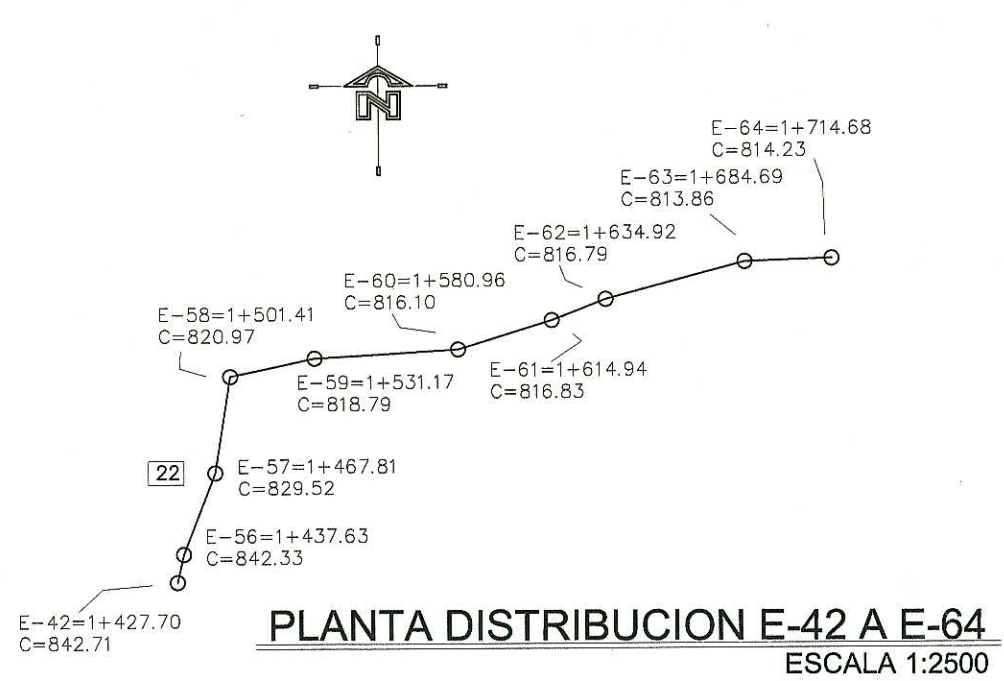 N
E-64=1+714.68
C=814.23
E-63=1+684.69
C=813.86
E-62=1+634.92
C=816.79
E-60=1+580.96
C=816.10
E-58=1+501.41
C=820.97
E-61=1+614.94
C=816.83
E-59=1+531.17
C=818.79
22
E-57=1+467.81
C=829.52
E-56=1+437.63
C=842.33
E-42=1+427.70
C=842.71
PLANTA DISTRIBUCION E-42 A E-64
ESCALA 1:2500